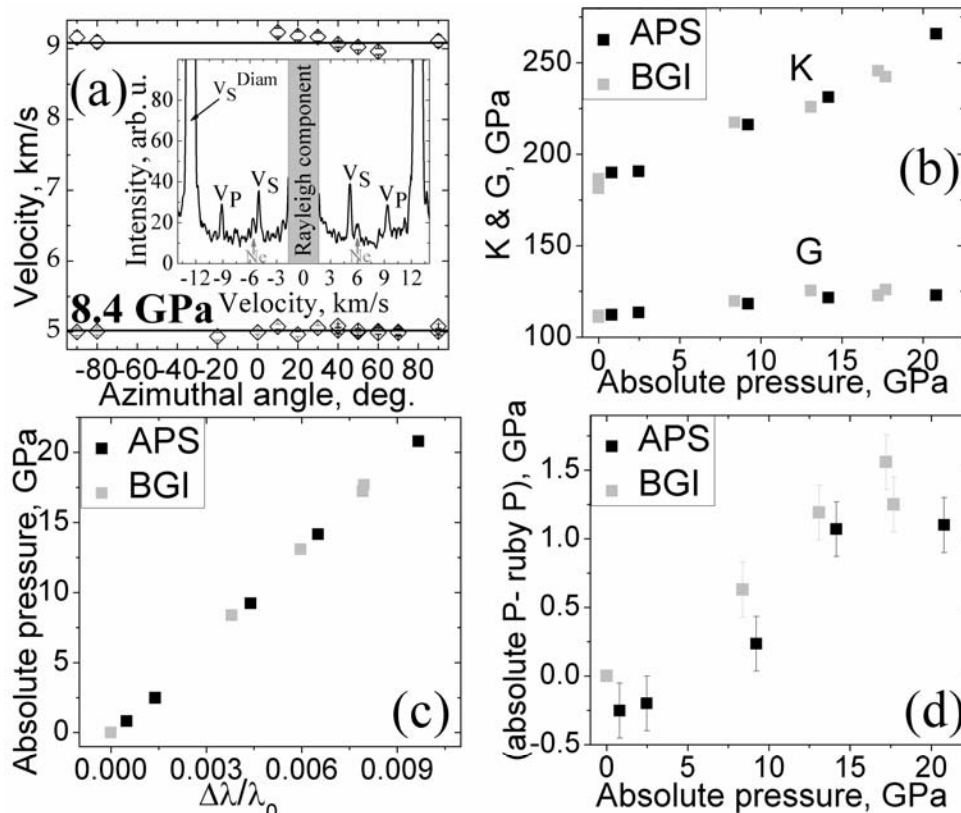 (a)
Velocity, km/s
9
8
7
6
5
8.4 GPa
-80 -60 -40 -20 0 20 40 60 80
Azimuthal angle, deg.
Intensity, arb. u.
80
60
40
20
0
V_S^Diam
V_P
V_S
Rayleigh component
V_S
V_P
Ne
Ne
-12 -9 -6 -3 0 3 6 9 12
Velocity, km/s
APS
BGI
K
G
(b)
K & G, GPa
250
200
150
100
0 5 10 15 20
Absolute pressure, GPa
APS
BGI
(c)
Absolute pressure, GPa
20
15
10
5
0
0.000 0.003 0.006 0.009
Δλ/λ₀
APS
BGI
(d)
(absolute P- ruby P), GPa
1.5
1.0
0.5
0.0
-0.5
0 5 10 15 20
Absolute pressure, GPa